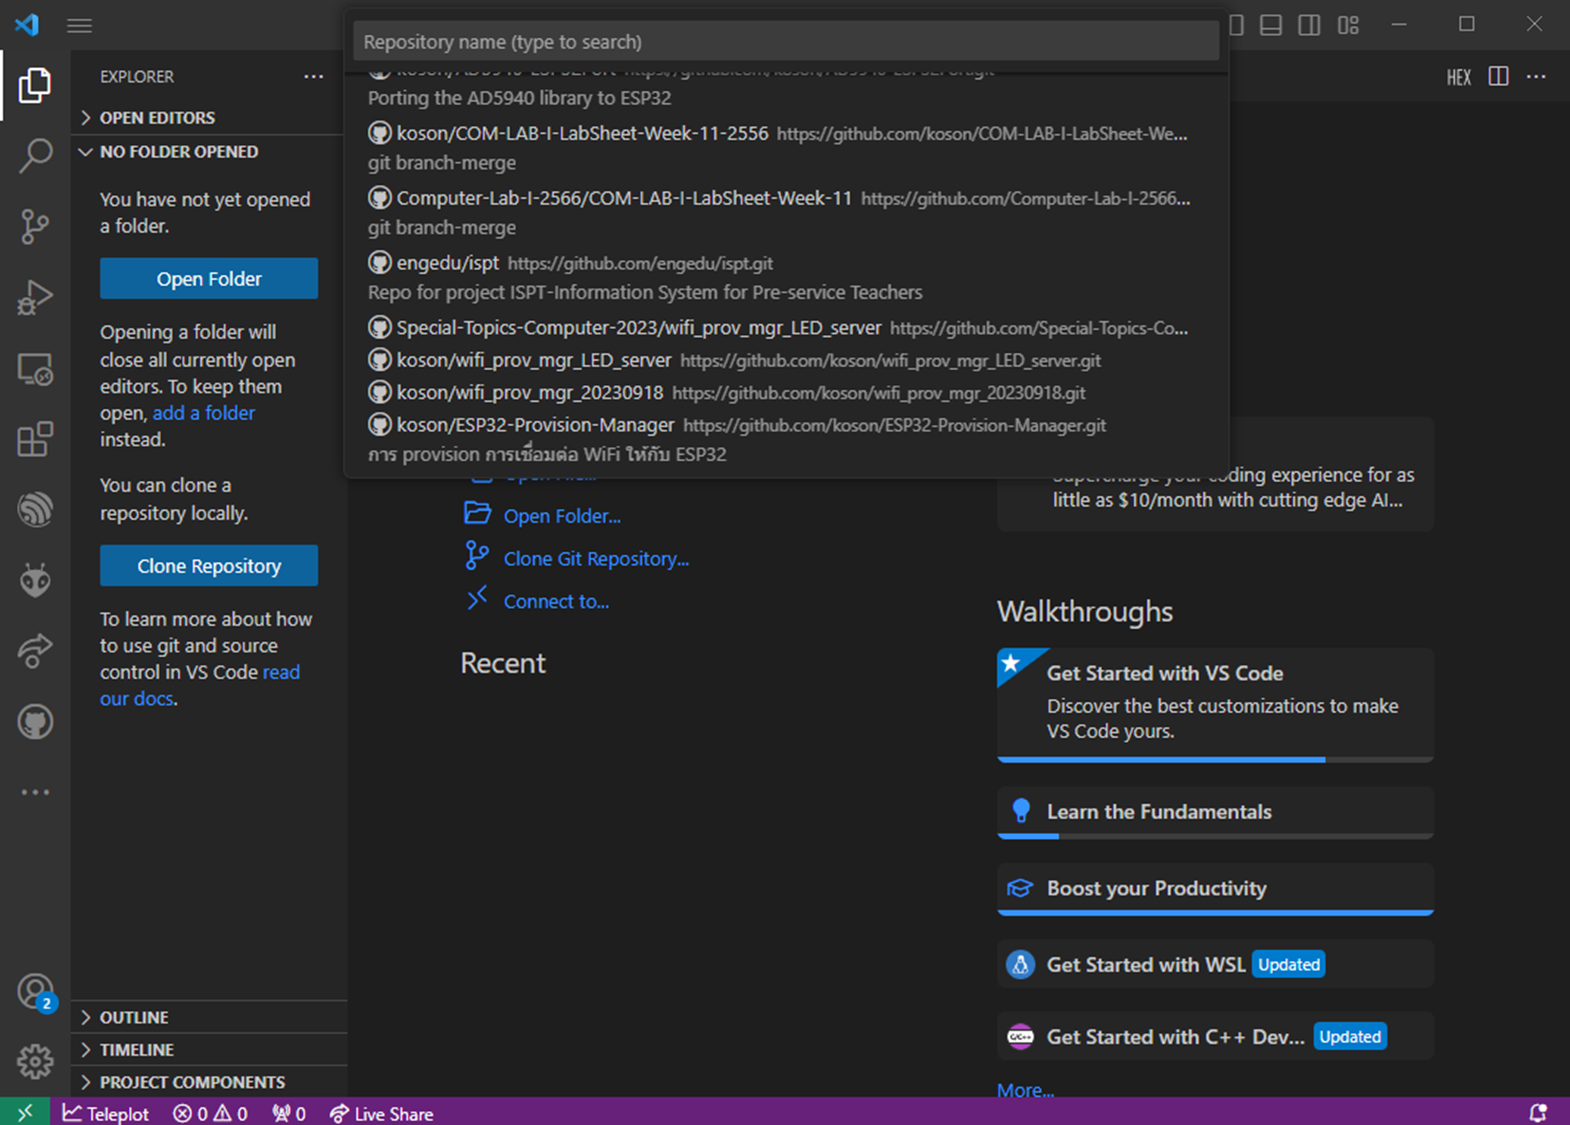 Repository name (type to search)
EXPLORER
HEX
koson/AD5940-ESP32Port https://github.com/koson/AD5940-ESP32Port.git
Porting the AD5940 library to ESP32
koson/COM-LAB-I-LabSheet-Week-11-2556 https://github.com/koson/COM-LAB-I-LabSheet-We...
git branch-merge
Computer-Lab-I-2566/COM-LAB-I-LabSheet-Week-11 https://github.com/Computer-Lab-I-2566...
git branch-merge
engedu/ispt https://github.com/engedu/ispt.git
Repo for project ISPT-Information System for Pre-service Teachers
Special-Topics-Computer-2023/wifi_prov_mgr_LED_server https://github.com/Special-Topics-Co...
koson/wifi_prov_mgr_LED_server https://github.com/koson/wifi_prov_mgr_LED_server.git
koson/wifi_prov_mgr_20230918 https://github.com/koson/wifi_prov_mgr_20230918.git
koson/ESP32-Provision-Manager https://github.com/koson/ESP32-Provision-Manager.git
การ provision การเชื่อมต่อ WiFi ให้กับ ESP32
OPEN EDITORS
NO FOLDER OPENED
You have not yet opened
a folder.
Open Folder
Opening a folder will
close all currently open
editors. To keep them
open, add a folder
instead.
You can clone a
repository locally.
Clone Repository
To learn more about how
to use git and source
control in VS Code read
our docs.
2
OUTLINE
TIMELINE
PROJECT COMPONENTS
Open Folder...
Clone Git Repository...
Connect to...
Recent
Supercharge your coding experience for as
little as $10/month with cutting edge AI...
Walkthroughs
Get Started with VS Code
Discover the best customizations to make
VS Code yours.
Learn the Fundamentals
Boost your Productivity
Get Started with WSL Updated
C/C++ Get Started with C++ Dev... Updated
More...
Teleplot 0 0 0 Live Share